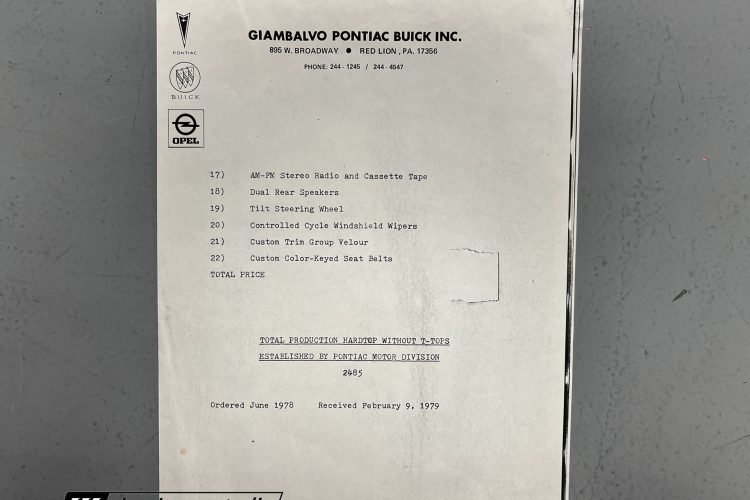 GIAMBALVO PONTIAC BUICK INC.
895 W. BROADWAY ● RED LION, PA. 17356
PHONE: 244 - 1245 / 244 - 4547
PONTIAC
BUICK
OPEL
17) AM-FM Stereo Radio and Cassette Tape
18) Dual Rear Speakers
19) Tilt Steering Wheel
20) Controlled Cycle Windshield Wipers
21) Custom Trim Group Velour
22) Custom Color-Keyed Seat Belts
TOTAL PRICE
TOTAL PRODUCTION HARDTOP WITHOUT T-TOPS
ESTABLISHED BY PONTIAC MOTOR DIVISION
2485
Ordered June 1978 Received February 9, 1979